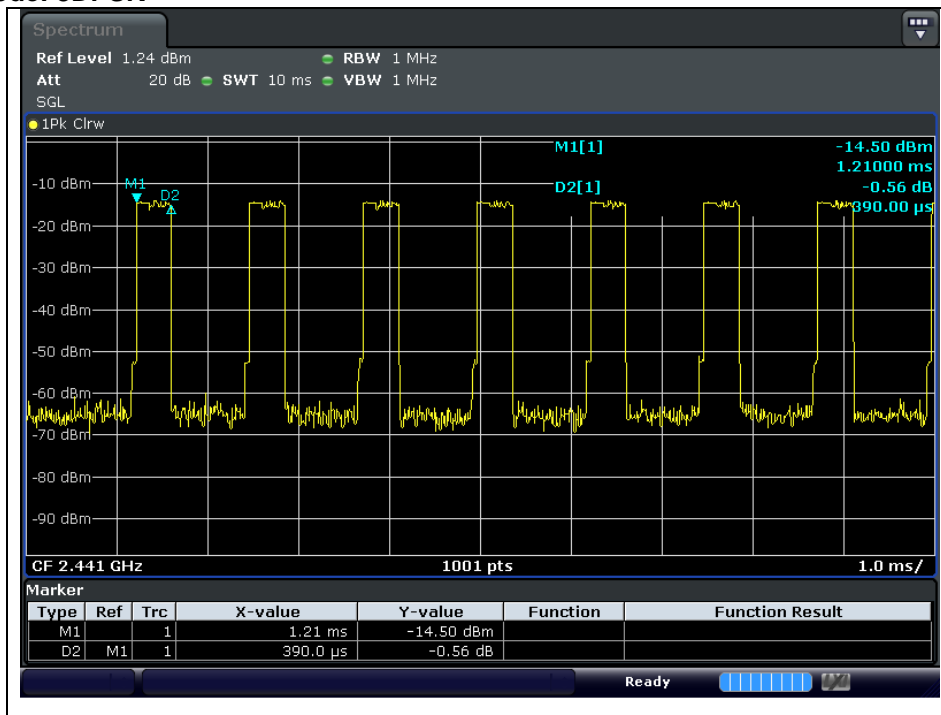 Spectrum
Ref Level 1.24 dBm RBW 1 MHz
Att 20 dB SWT 10 ms VBW 1 MHz
SGL
1Pk Clrw
M1[1] -14.50 dBm
1.21000 ms
D2[1] -0.56 dB
390.00 µs
M1
D2
-10 dBm
-20 dBm
-30 dBm
-40 dBm
-50 dBm
-60 dBm
-70 dBm
-80 dBm
-90 dBm
CF 2.441 GHz 1001 pts 1.0 ms/
Marker
Type Ref Trc X-value Y-value Function Function Result
M1 1 1.21 ms -14.50 dBm
D2 M1 1 390.0 µs -0.56 dB
Ready